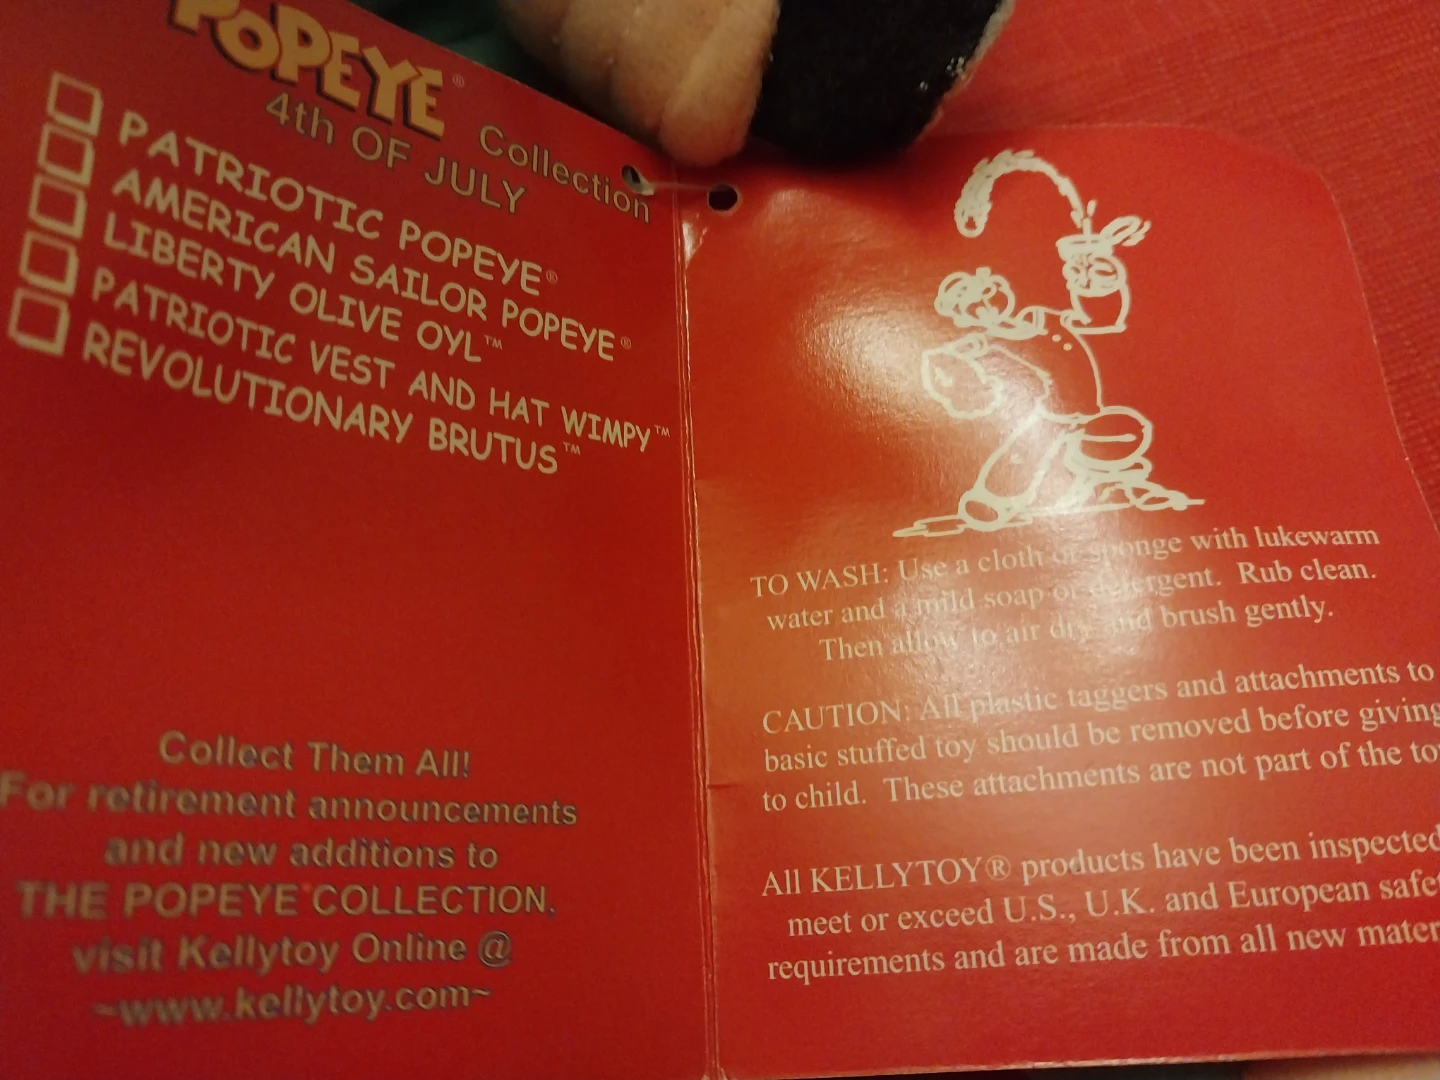 POPEYE® Collection
4th OF JULY
PATRIOTIC POPEYE®
AMERICAN SAILOR POPEYE®
LIBERTY OLIVE OYL™
PATRIOTIC VEST AND HAT WIMPY™
REVOLUTIONARY BRUTUS™
Collect Them All!
For retirement announcements
and new additions to
THE POPEYE COLLECTION,
visit Kellytoy Online @
~www.kellytoy.com~
TO WASH: Use a cloth or sponge with lukewarm
water and a mild soap or detergent. Rub clean.
Then allow to air dry and brush gently.
CAUTION: All plastic taggers and attachments to
basic stuffed toy should be removed before giving
to child. These attachments are not part of the
All KELLYTOY® products have been inspected
meet or exceed U.S., U.K. and European
requirements and are made from all new